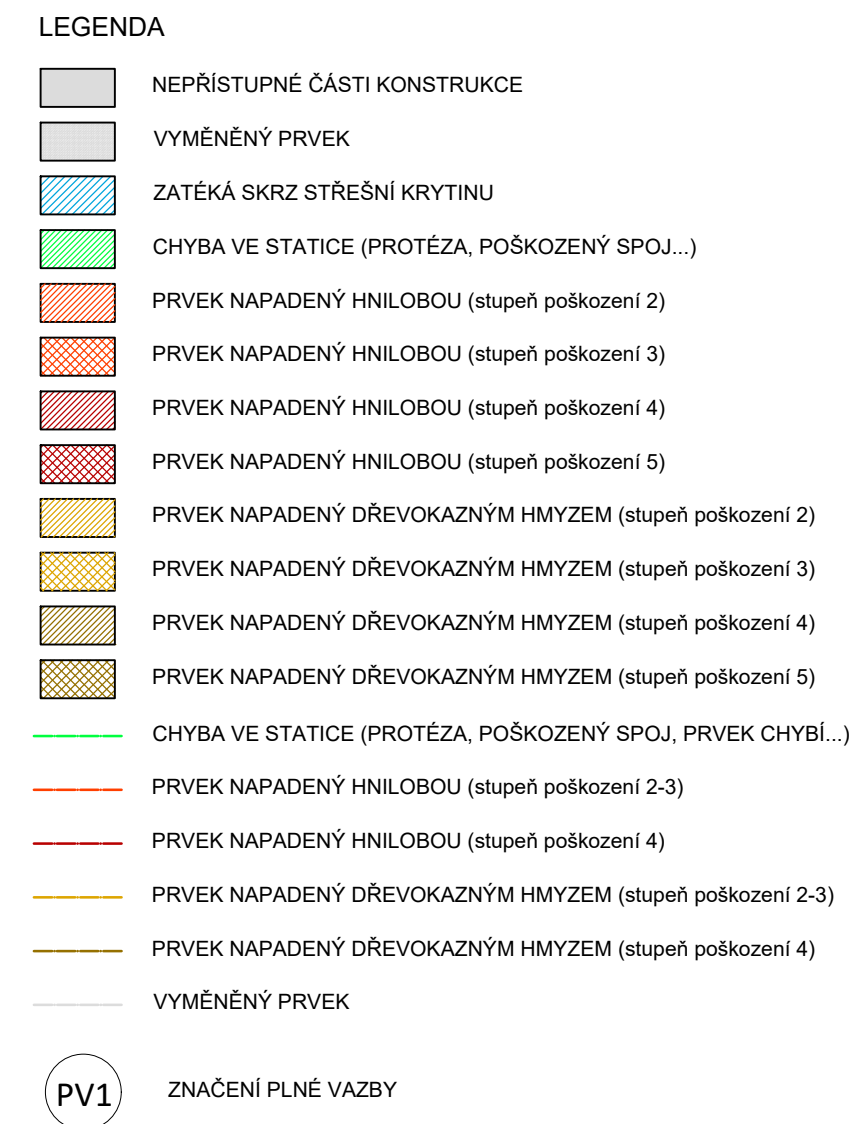 LEGENDA
NEPŘÍSTUPNÉ ČÁSTI KONSTRUKCE
VYMĚNĚNÝ PRVEK
ZATÉKÁ SKRZ STŘEŠNÍ KRYTINU
CHYBA VE STATICE (PROTÉZA, POŠKOZENÝ SPOJ...)
PRVEK NAPADENÝ HNILOBOU (stupeň poškození 2)
PRVEK NAPADENÝ HNILOBOU (stupeň poškození 3)
PRVEK NAPADENÝ HNILOBOU (stupeň poškození 4)
PRVEK NAPADENÝ HNILOBOU (stupeň poškození 5)
PRVEK NAPADENÝ DŘEVOKAZNÝM HMYZEM (stupeň poškození 2)
PRVEK NAPADENÝ DŘEVOKAZNÝM HMYZEM (stupeň poškození 3)
PRVEK NAPADENÝ DŘEVOKAZNÝM HMYZEM (stupeň poškození 4)
PRVEK NAPADENÝ DŘEVOKAZNÝM HMYZEM (stupeň poškození 5)
CHYBA VE STATICE (PROTÉZA, POŠKOZENÝ SPOJ, PRVEK CHYBÍ...)
PRVEK NAPADENÝ HNILOBOU (stupeň poškození 2-3)
PRVEK NAPADENÝ HNILOBOU (stupeň poškození 4)
PRVEK NAPADENÝ DŘEVOKAZNÝM HMYZEM (stupeň poškození 2-3)
PRVEK NAPADENÝ DŘEVOKAZNÝM HMYZEM (stupeň poškození 4)
VYMĚNĚNÝ PRVEK
PV1 ZNAČENÍ PLNÉ VAZBY